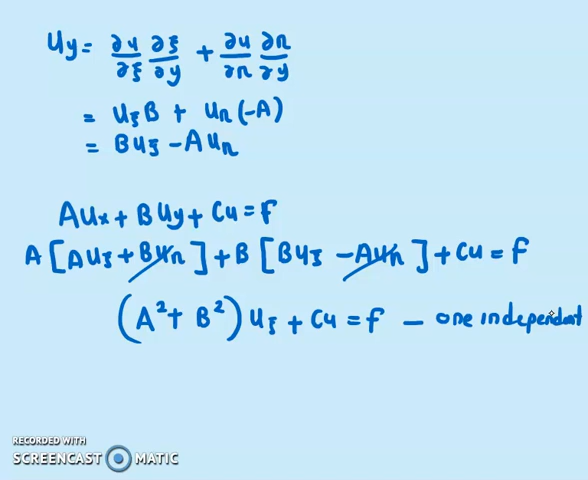 Uy = ∂u/∂ξ ∂ξ/∂y + ∂u/∂η ∂η/∂y
= UξB + Uη(-A)
= BUξ - AUη
AUx + BUy + Cu = f
A[AUξ + BUη] + B[BUξ - AUη] + Cu = f
(A² + B²)Uξ + Cu = f – one independent
RECORDED WITH
SCREENCAST MATIC